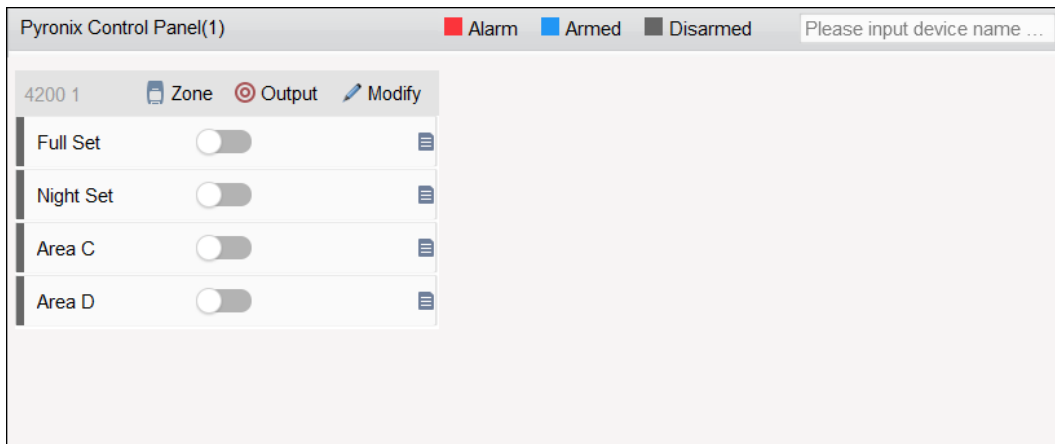 Pyronix Control Panel(1) Alarm Armed Disarmed Please input device name ...
4200 1 Zone Output Modify
Full Set
Night Set
Area C
Area D